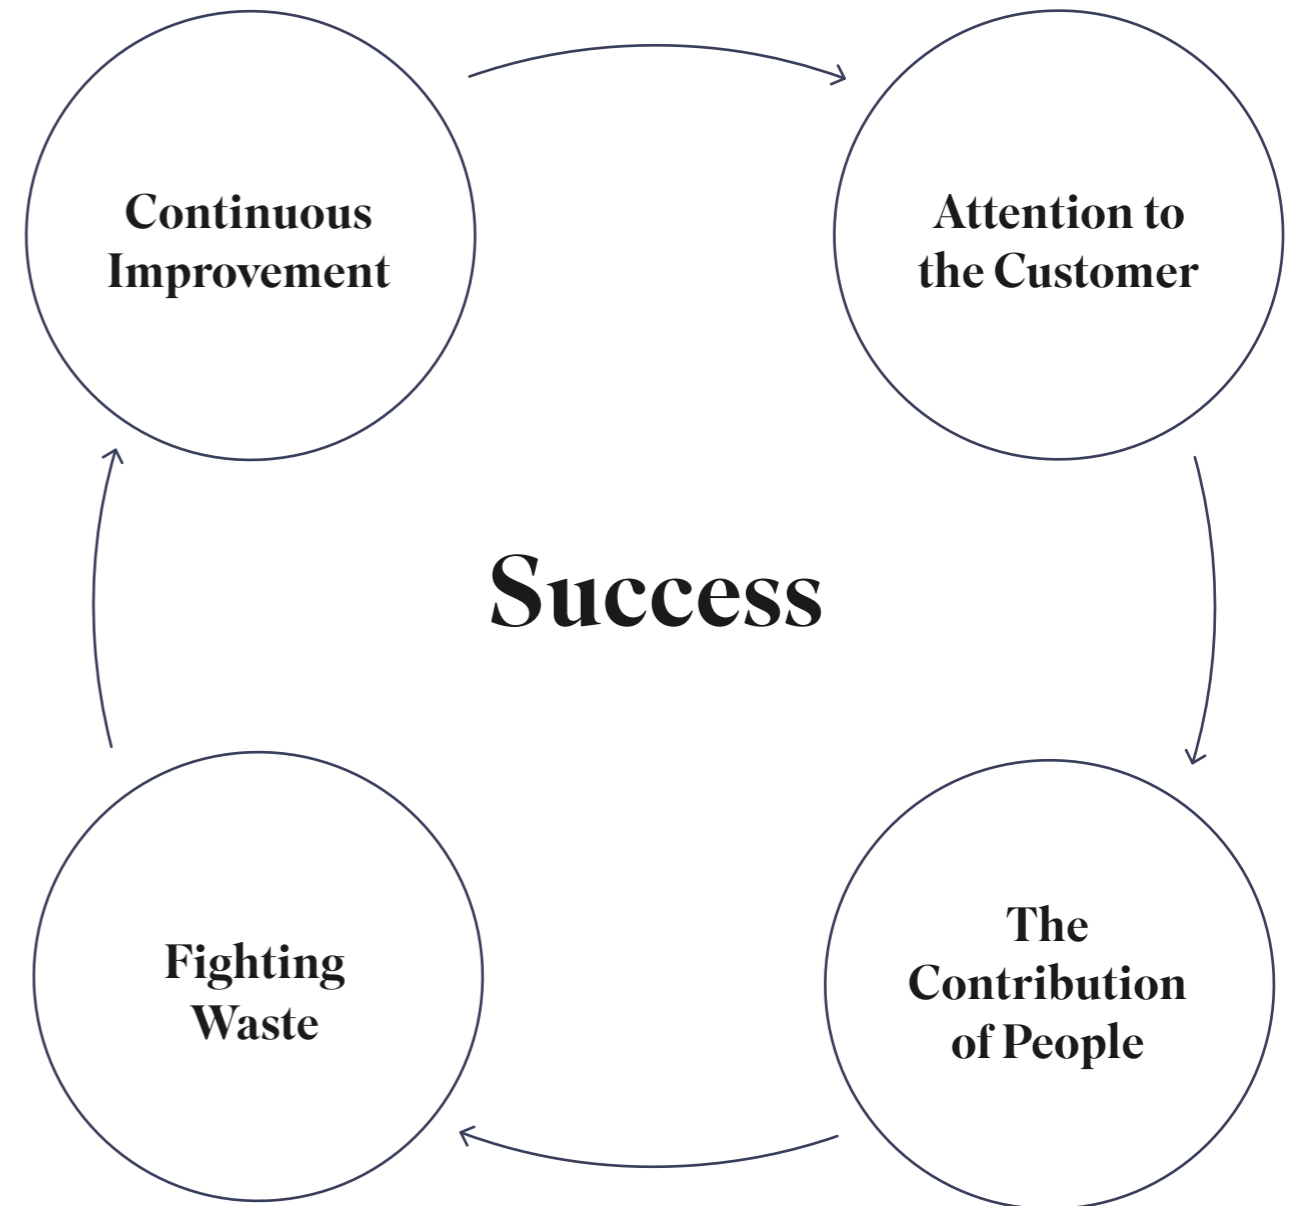 Continuous
Improvement
Attention to
the Customer
Success
Fighting
Waste
The
Contribution
of People